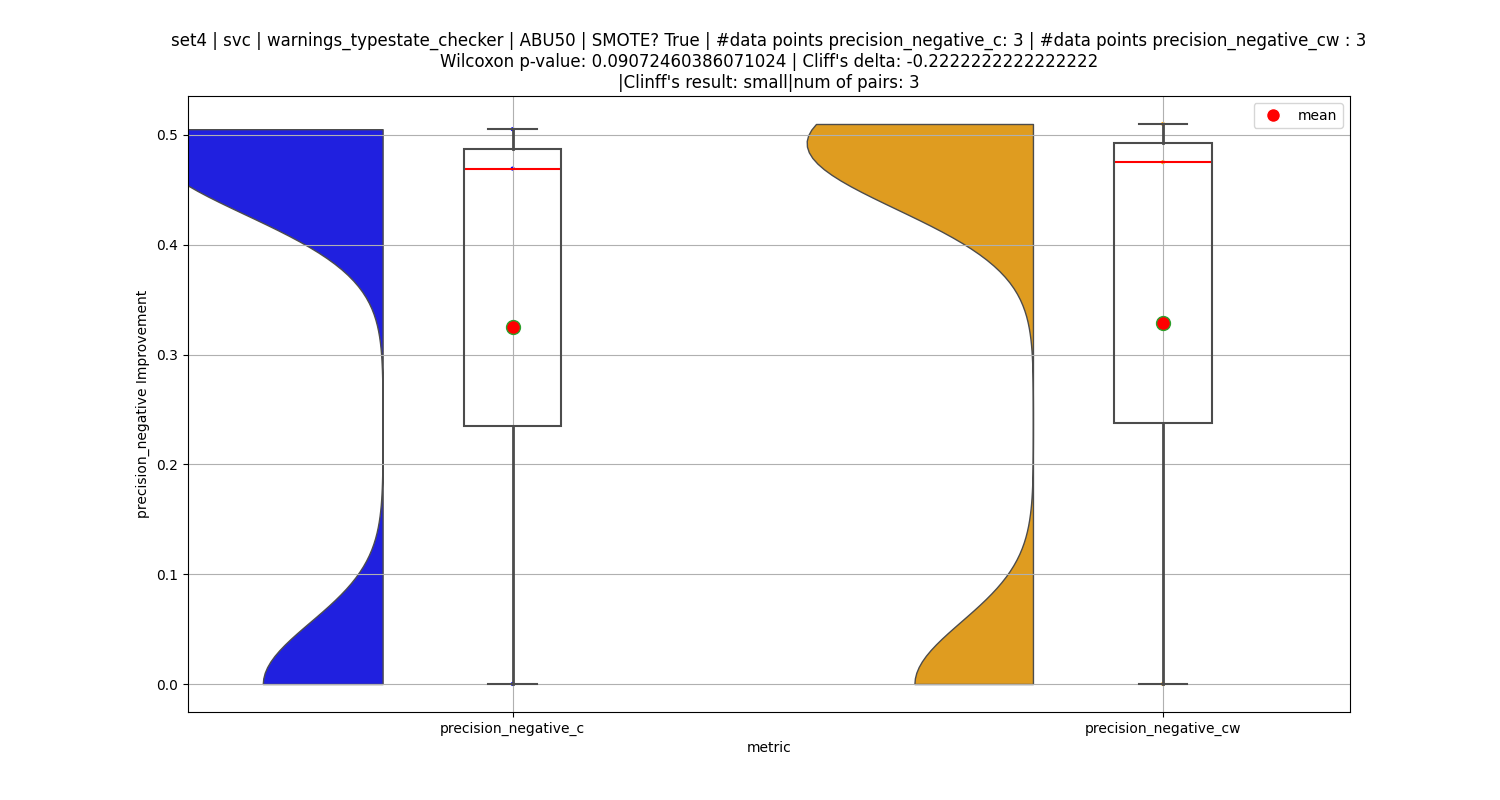 set4 | svc | warnings_typestate_checker | ABU50 | SMOTE? True | #data points precision_negative_c: 3 | #data points precision_negative_cw : 3
Wilcoxon p-value: 0.09072460386071024 | Cliff's delta: -0.2222222222222222
|Clinff's result: small|num of pairs: 3
mean
precision_negative Improvement
0.5
0.4
0.3
0.2
0.1
0.0
precision_negative_c
precision_negative_cw
metric